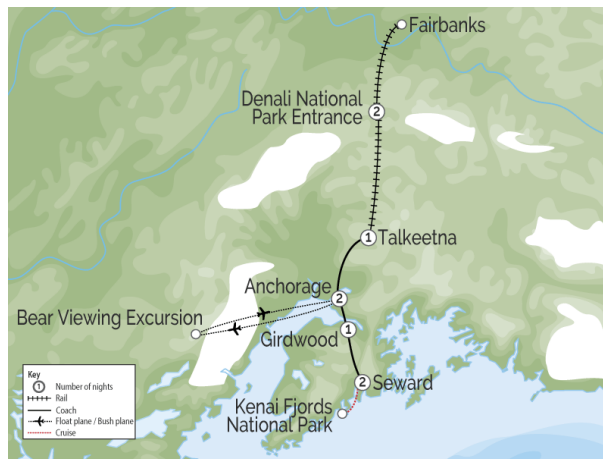 Fairbanks
Denali National
Park Entrance
2
1
Talkeetna
Anchorage
2
Bear Viewing Excursion
Girdwood
1
2
Seward
Kenai Fjords
National Park
Key
1 Number of nights
Rail
Coach
Float plane / Bush plane
Cruise